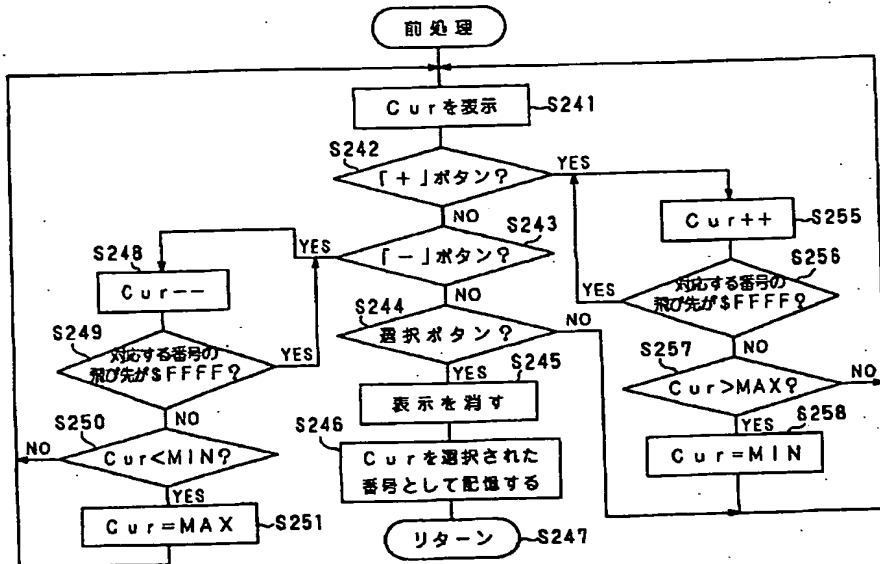 前処理
Curを表示
S241
S242
「+」ボタン?
YES
NO
「-」ボタン?
S243
YES
NO
S244
選択ボタン?
NO
YES
S245
表示を消す
S246
Curを選択された
番号として記憶する
リターン
S247
S248
Cur--
S249
対応する番号の
飛び先が$FFFF?
YES
NO
S250
Cur<MIN?
NO
YES
Cur=MAX
S251
Cur++
S255
S256
対応する番号の
飛び先が$FFFF?
YES
NO
S257
Cur>MAX?
NO
YES
S258
Cur=MIN